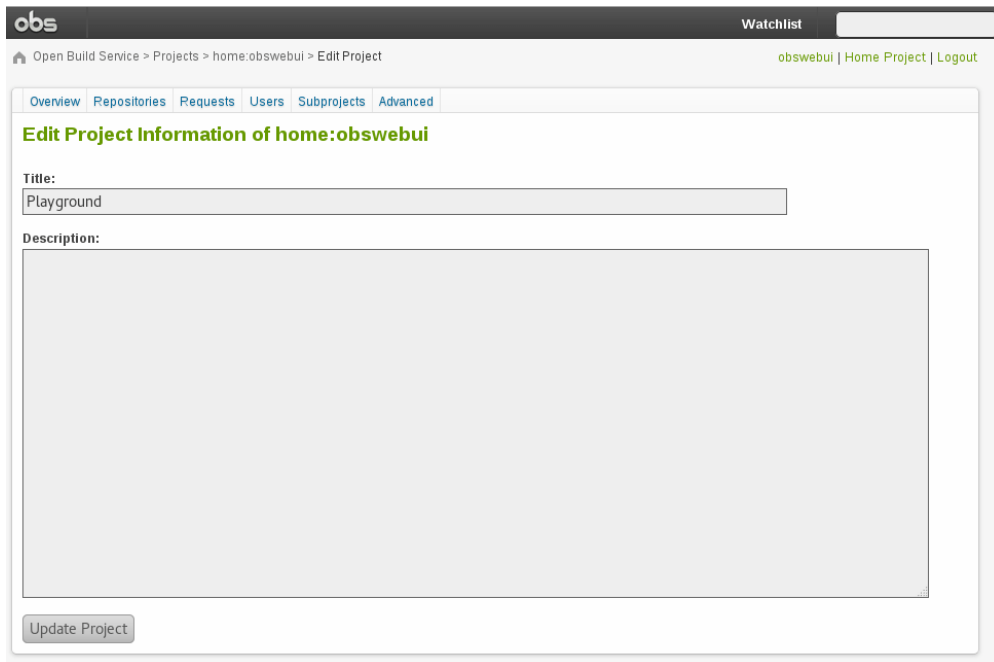 obs
Watchlist
Open Build Service > Projects > home:obswebui > Edit Project
obswebui | Home Project | Logout
Overview Repositories Requests Users Subprojects Advanced
Edit Project Information of home:obswebui
Title:
Playground
Description:
Update Project